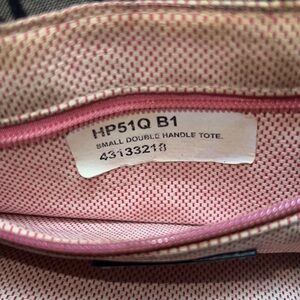 HP51Q B1
SMALL DOUBLE HANDLE TOTE.
43133218